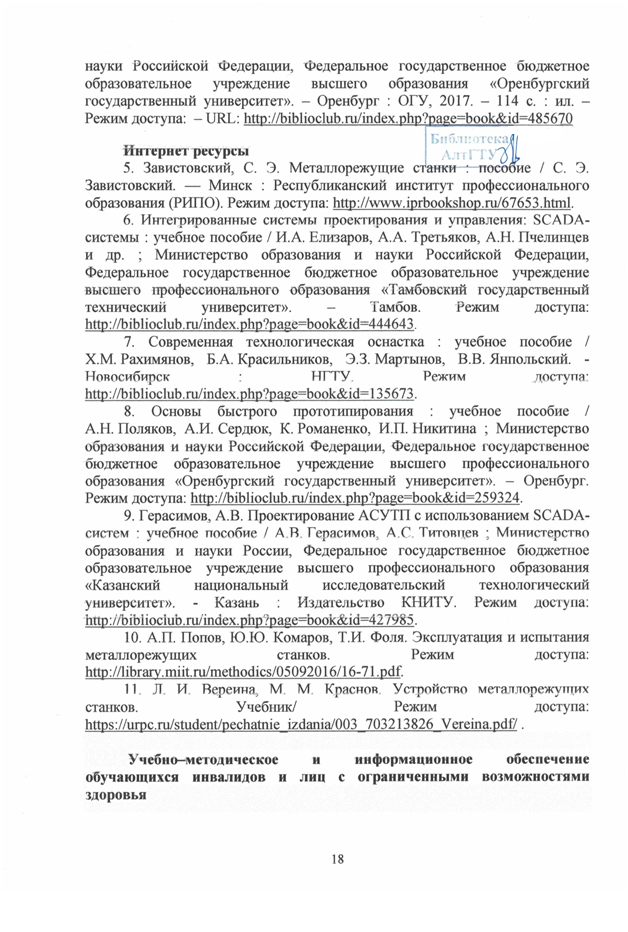 науки Российской Федерации, Федеральное государственное бюджетное
образовательное учреждение высшего образования «Оренбургский
государственный университет». – Оренбург : ОГУ, 2017. – 114 с. : ил. –
Режим доступа: – URL: http://biblioclub.ru/index.php?page=book&id=485670
Библиотека
АлтГТУ
Интернет ресурсы
5. Завистовский, С. Э. Металлорежущие станки : пособие / С. Э.
Завистовский. — Минск : Республиканский институт профессионального
образования (РИПО). Режим доступа: http://www.iprbookshop.ru/67653.html.
6. Интегрированные системы проектирования и управления: SCADA-
системы : учебное пособие / И.А. Елизаров, А.А. Третьяков, А.Н. Пчелинцев
и др. ; Министерство образования и науки Российской Федерации,
Федеральное государственное бюджетное образовательное учреждение
высшего профессионального образования «Тамбовский государственный
технический университет». – Тамбов. Режим доступа:
http://biblioclub.ru/index.php?page=book&id=444643.
7. Современная технологическая оснастка : учебное пособие /
Х.М. Рахимянов, Б.А. Красильников, Э.З. Мартынов, В.В. Янпольский. -
Новосибирск : НГТУ. Режим доступа:
http://biblioclub.ru/index.php?page=book&id=135673.
8. Основы быстрого прототипирования : учебное пособие /
А.Н. Поляков, А.И. Сердюк, К. Романенко, И.П. Никитина ; Министерство
образования и науки Российской Федерации, Федеральное государственное
бюджетное образовательное учреждение высшего профессионального
образования «Оренбургский государственный университет». – Оренбург.
Режим доступа: http://biblioclub.ru/index.php?page=book&id=259324.
9. Герасимов, А.В. Проектирование АСУТП с использованием SCADA-
систем : учебное пособие / А.В. Герасимов, А.С. Титовцев ; Министерство
образования и науки России, Федеральное государственное бюджетное
образовательное учреждение высшего профессионального образования
«Казанский национальный исследовательский технологический
университет». - Казань : Издательство КНИТУ. Режим доступа:
http://biblioclub.ru/index.php?page=book&id=427985.
10. А.П. Попов, Ю.Ю. Комаров, Т.И. Фоля. Эксплуатация и испытания
металлорежущих станков. Режим доступа:
http://library.miit.ru/methodics/05092016/16-71.pdf.
11. Л. И. Вереина, М. М. Краснов. Устройство металлорежущих
станков. Учебник/ Режим доступа:
https://urpc.ru/student/pechatnie_izdania/003_703213826_Vereina.pdf/ .
Учебно–методическое и информационное обеспечение
обучающихся инвалидов и лиц с ограниченными возможностями
здоровья
18